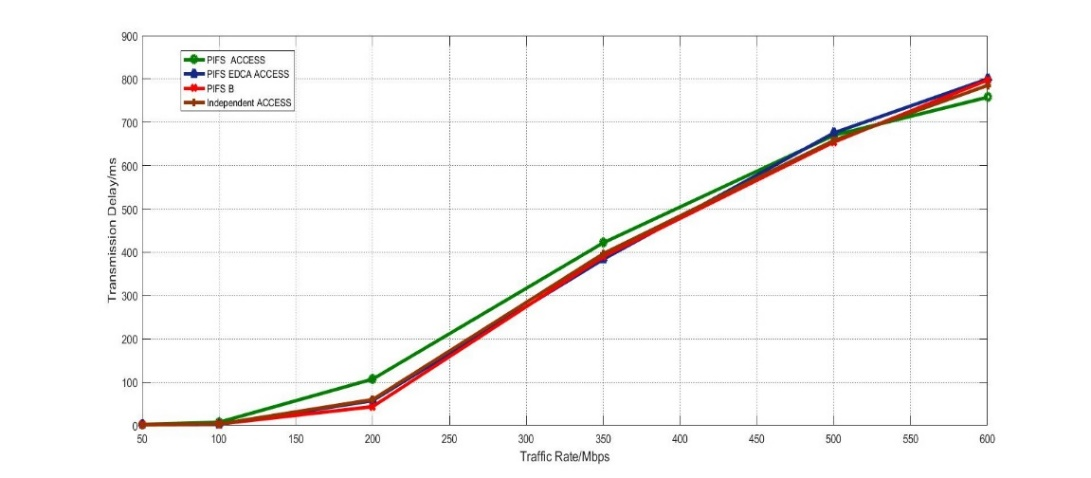 900
800
700
600
500
400
300
200
100
0
Transmission Delay/ms
PIFS ACCESS
PIFS EDCA ACCESS
PIFS B
Independent ACCESS
50 100 150 200 250 300 350 400 450 500 550 600
Traffic Rate/Mbps